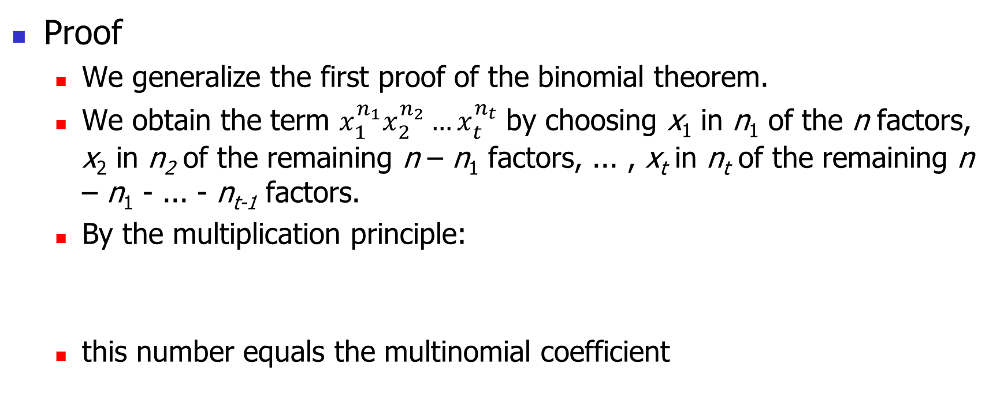 Proof
We generalize the first proof of the binomial theorem.
We obtain the term $x_1^{n_1} x_2^{n_2} \ldots x_t^{n_t}$ by choosing $x_1$ in $n_1$ of the n factors,
$x_2$ in $n_2$ of the remaining n – $n_1$ factors, ... , $x_t$ in $n_t$ of the remaining n
– $n_1$ - ... - $n_{t-1}$ factors.
By the multiplication principle:
this number equals the multinomial coefficient